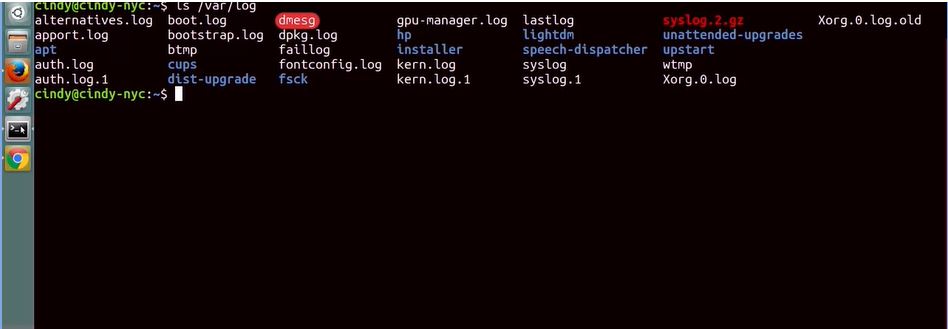 cindy@cindy-nyc:~$ ls /var/log
alternatives.log boot.log dmesg gpu-manager.log lastlog syslog.2.gz Xorg.0.log.old
apport.log bootstrap.log dpkg.log hp lightdm unattended-upgrades
apt btmp faillog installer speech-dispatcher upstart
auth.log cups fontconfig.log kern.log syslog wtmp
auth.log.1 dist-upgrade fsck kern.log.1 syslog.1 Xorg.0.log
cindy@cindy-nyc:~$